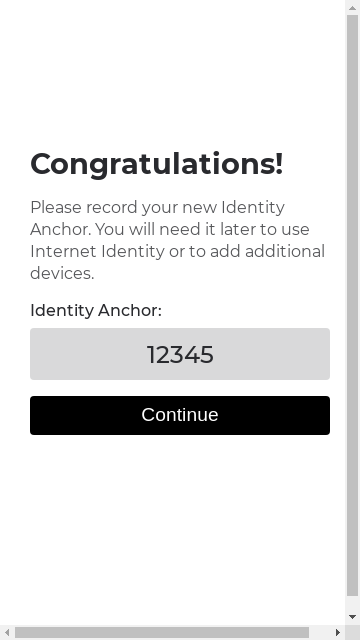 Congratulations!
Please record your new Identity
Anchor. You will need it later to use
Internet Identity or to add additional
devices.
Identity Anchor:
12345
Continue